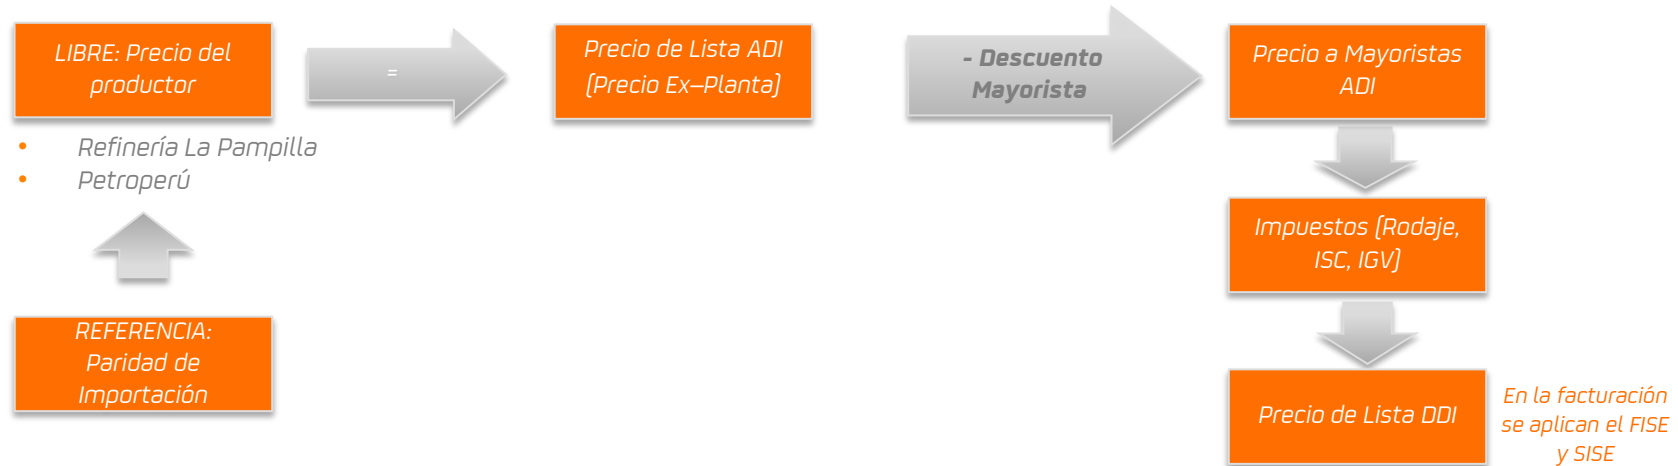 LIBRE: Precio del
productor
• Refinería La Pampilla
• Petroperú
REFERENCIA:
Paridad de
Importación
=
Precio de Lista ADI
(Precio Ex–Planta)
- Descuento
Mayorista
Precio a Mayoristas
ADI
Impuestos (Rodaje,
ISC, IGV)
Precio de Lista DDI
En la facturación
se aplican el FISE
y SISE